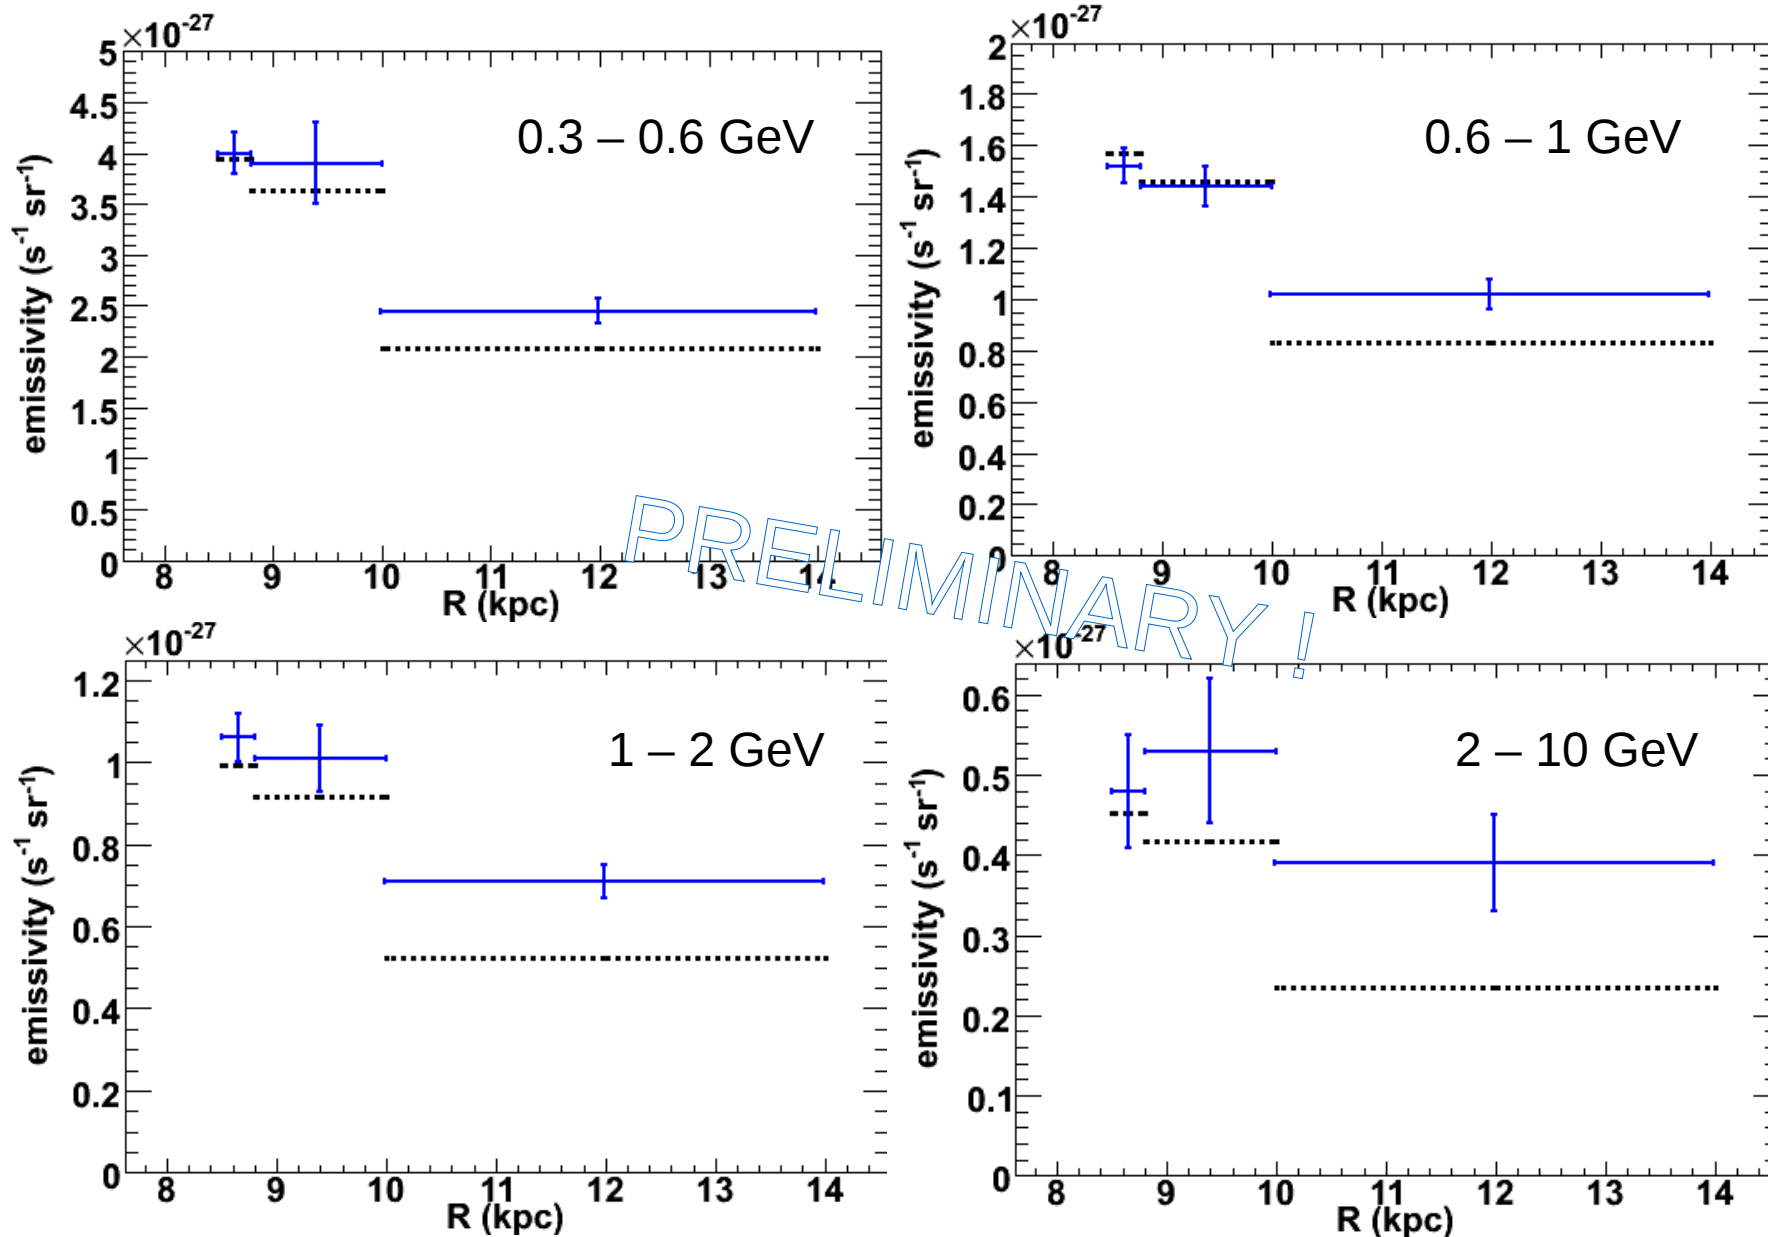 ×10-27
5
4.5
4
3.5
3
2.5
2
1.5
1
0.5
0
emissivity (s-1 sr-1)
0.3 – 0.6 GeV
8 9 10 11 12 13 14
R (kpc)
×10-27
2
1.8
1.6
1.4
1.2
1
0.8
0.6
0.4
0.2
0
emissivity (s-1 sr-1)
0.6 – 1 GeV
8 9 10 11 12 13 14
R (kpc)
PRELIMINARY !
×10-27
1.2
1
0.8
0.6
0.4
0.2
0
emissivity (s-1 sr-1)
1 – 2 GeV
8 9 10 11 12 13 14
R (kpc)
×10-27
0.6
0.5
0.4
0.3
0.2
0.1
0
emissivity (s-1 sr-1)
2 – 10 GeV
8 9 10 11 12 13 14
R (kpc)